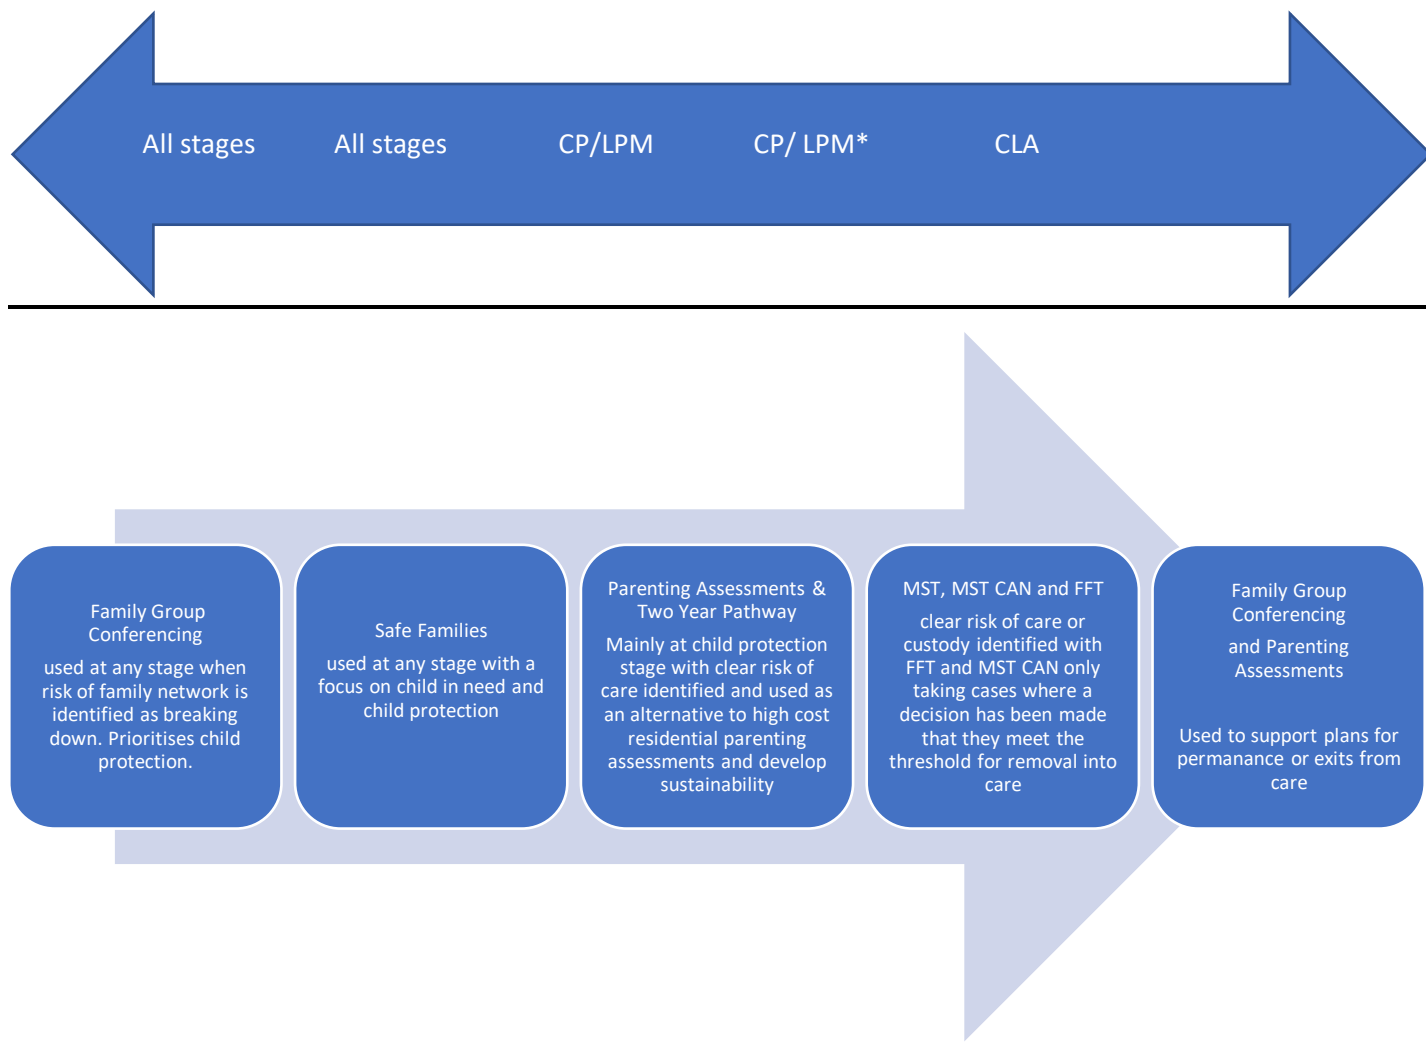 All stages
All stages
CP/LPM
CP/ LPM*
CLA
Family Group
Conferencing
used at any stage when
risk of family network is
identified as breaking
down. Prioritises child
protection.
Safe Families
used at any stage with a
focus on child in need and
child protection
Parenting Assessments &
Two Year Pathway
Mainly at child protection
stage with clear risk of
care identified and used as
an alternative to high cost
residential parenting
assessments and develop
sustainability
MST, MST CAN and FFT
clear risk of care or
custody identified with
FFT and MST CAN only
taking cases where a
decision has been made
that they meet the
threshold for removal into
care
Family Group
Conferencing
and Parenting
Assessments
Used to support plans for
permanance or exits from
care